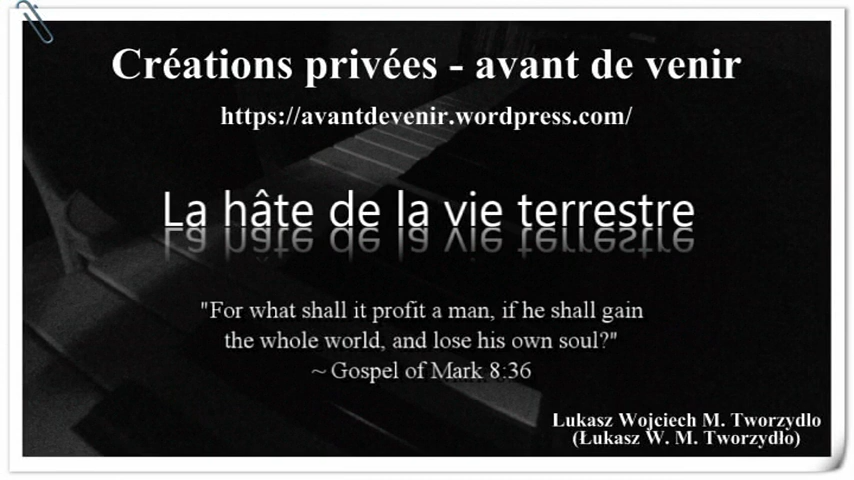 Créations privées - avant de venir
https://avantdevenir.wordpress.com/
La hâte de la vie terrestre
"For what shall it profit a man, if he shall gain
the whole world, and lose his own soul?"
~ Gospel of Mark 8:36
Lukasz Wojciech M. Tworzydlo
(Łukasz W. M. Tworzydło)